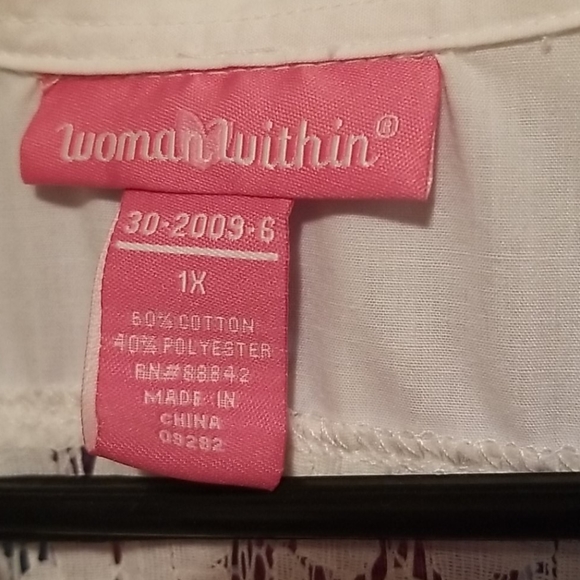 woman within®
30-2009-6
1X
60% COTTON
40% POLYESTER
RN#88842
MADE IN
CHINA
09282